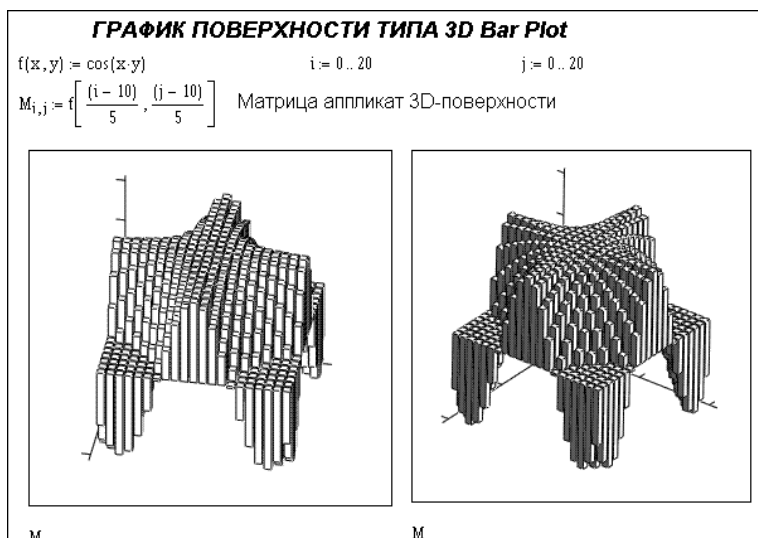 ГРАФИК ПОВЕРХНОСТИ ТИПА 3D Bar Plot
f(x,y) := cos(x·y) i := 0 .. 20 j := 0 .. 20
M i,j := f[ (i − 10) / 5 , (j − 10) / 5 ] Матрица аппликат 3D-поверхности
M M